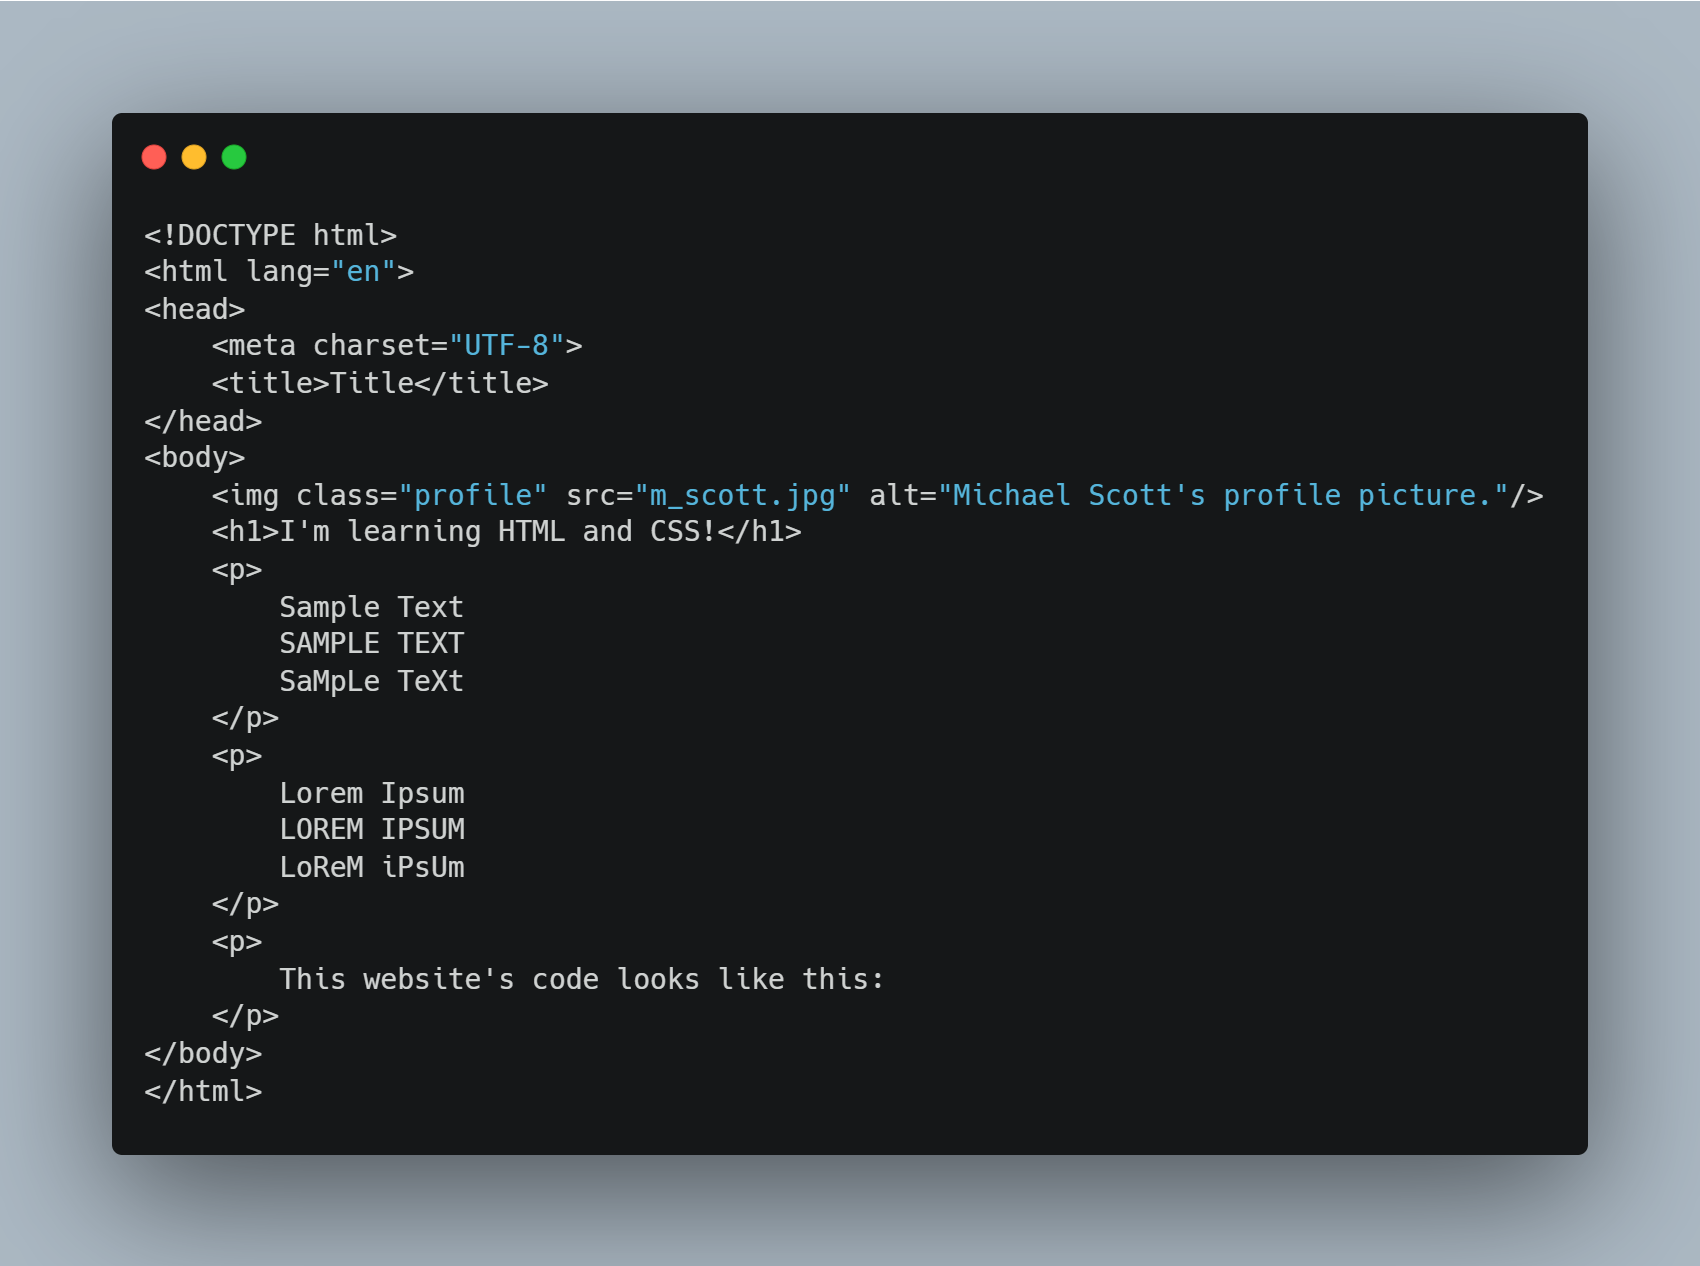 <!DOCTYPE html>
<html lang="en">
<head>
    <meta charset="UTF-8">
    <title>Title</title>
</head>
<body>
    <img class="profile" src="m_scott.jpg" alt="Michael Scott's profile picture."/>
    <h1>I'm learning HTML and CSS!</h1>
    <p>
        Sample Text
        SAMPLE TEXT
        SaMpLe TeXt
    </p>
    <p>
        Lorem Ipsum
        LOREM IPSUM
        LoReM iPsUm
    </p>
    <p>
        This website's code looks like this:
    </p>
</body>
</html>